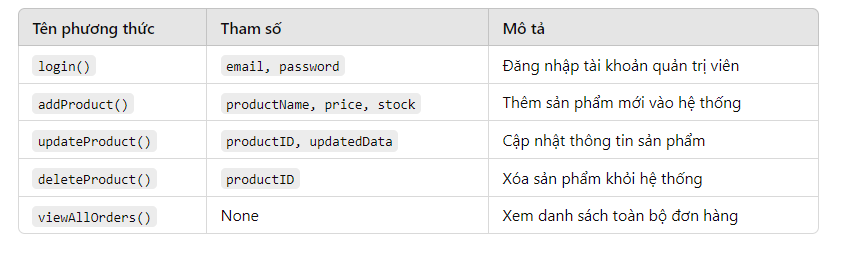 Tên phương thức Tham số Mô tả
login() email, password Đăng nhập tài khoản quản trị viên
addProduct() productName, price, stock Thêm sản phẩm mới vào hệ thống
updateProduct() productID, updatedData Cập nhật thông tin sản phẩm
deleteProduct() productID Xóa sản phẩm khỏi hệ thống
viewAllOrders() None Xem danh sách toàn bộ đơn hàng